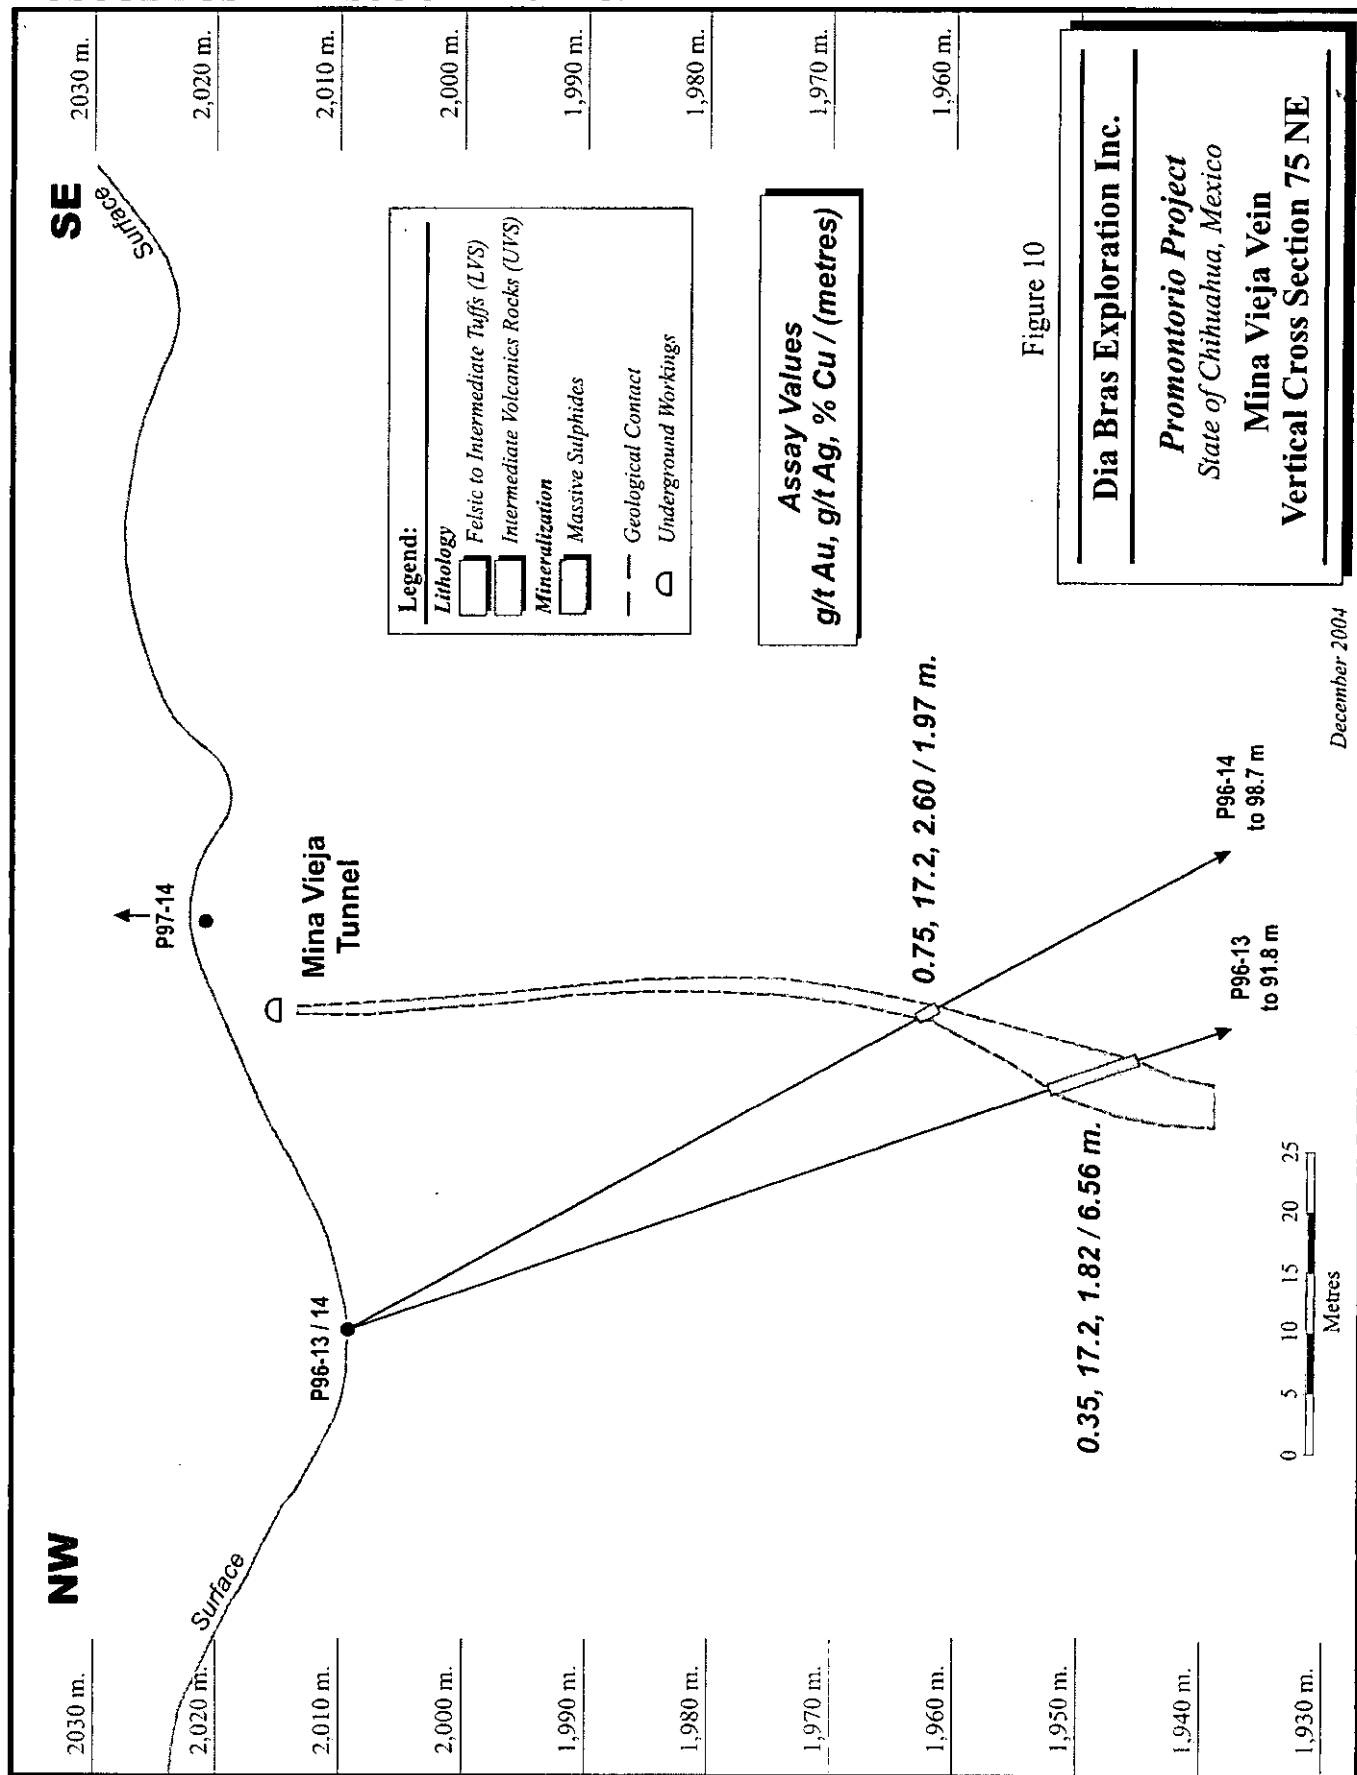 NW
SE
Surface
Surface
2030 m.
2,020 m.
2,010 m.
2,000 m.
1,990 m.
1,980 m.
1,970 m.
1,960 m.
1,950 m.
1,940 m.
1,930 m.
2030 m.
2,020 m.
2,010 m.
2,000 m.
1,990 m.
1,980 m.
1,970 m.
1,960 m.
P96-13 / 14
P97-14
Mina Vieja
Tunnel
Legend:
Lithology
Felsic to Intermediate Tuffs (LVS)
Intermediate Volcanics Rocks (UVS)
Mineralization
Massive Sulphides
Geological Contact
Underground Workings
Assay Values
g/t Au, g/t Ag, % Cu / (metres)
0.75, 17.2, 2.60 / 1.97 m.
0.35, 17.2, 1.82 / 6.56 m.
P96-13
to 91.8 m
P96-14
to 98.7 m
0 5 10 15 20 25
Metres
Figure 10
Dia Bras Exploration Inc.
Promontorio Project
State of Chihuahua, Mexico
Mina Vieja Vein
Vertical Cross Section 75 NE
December 2004